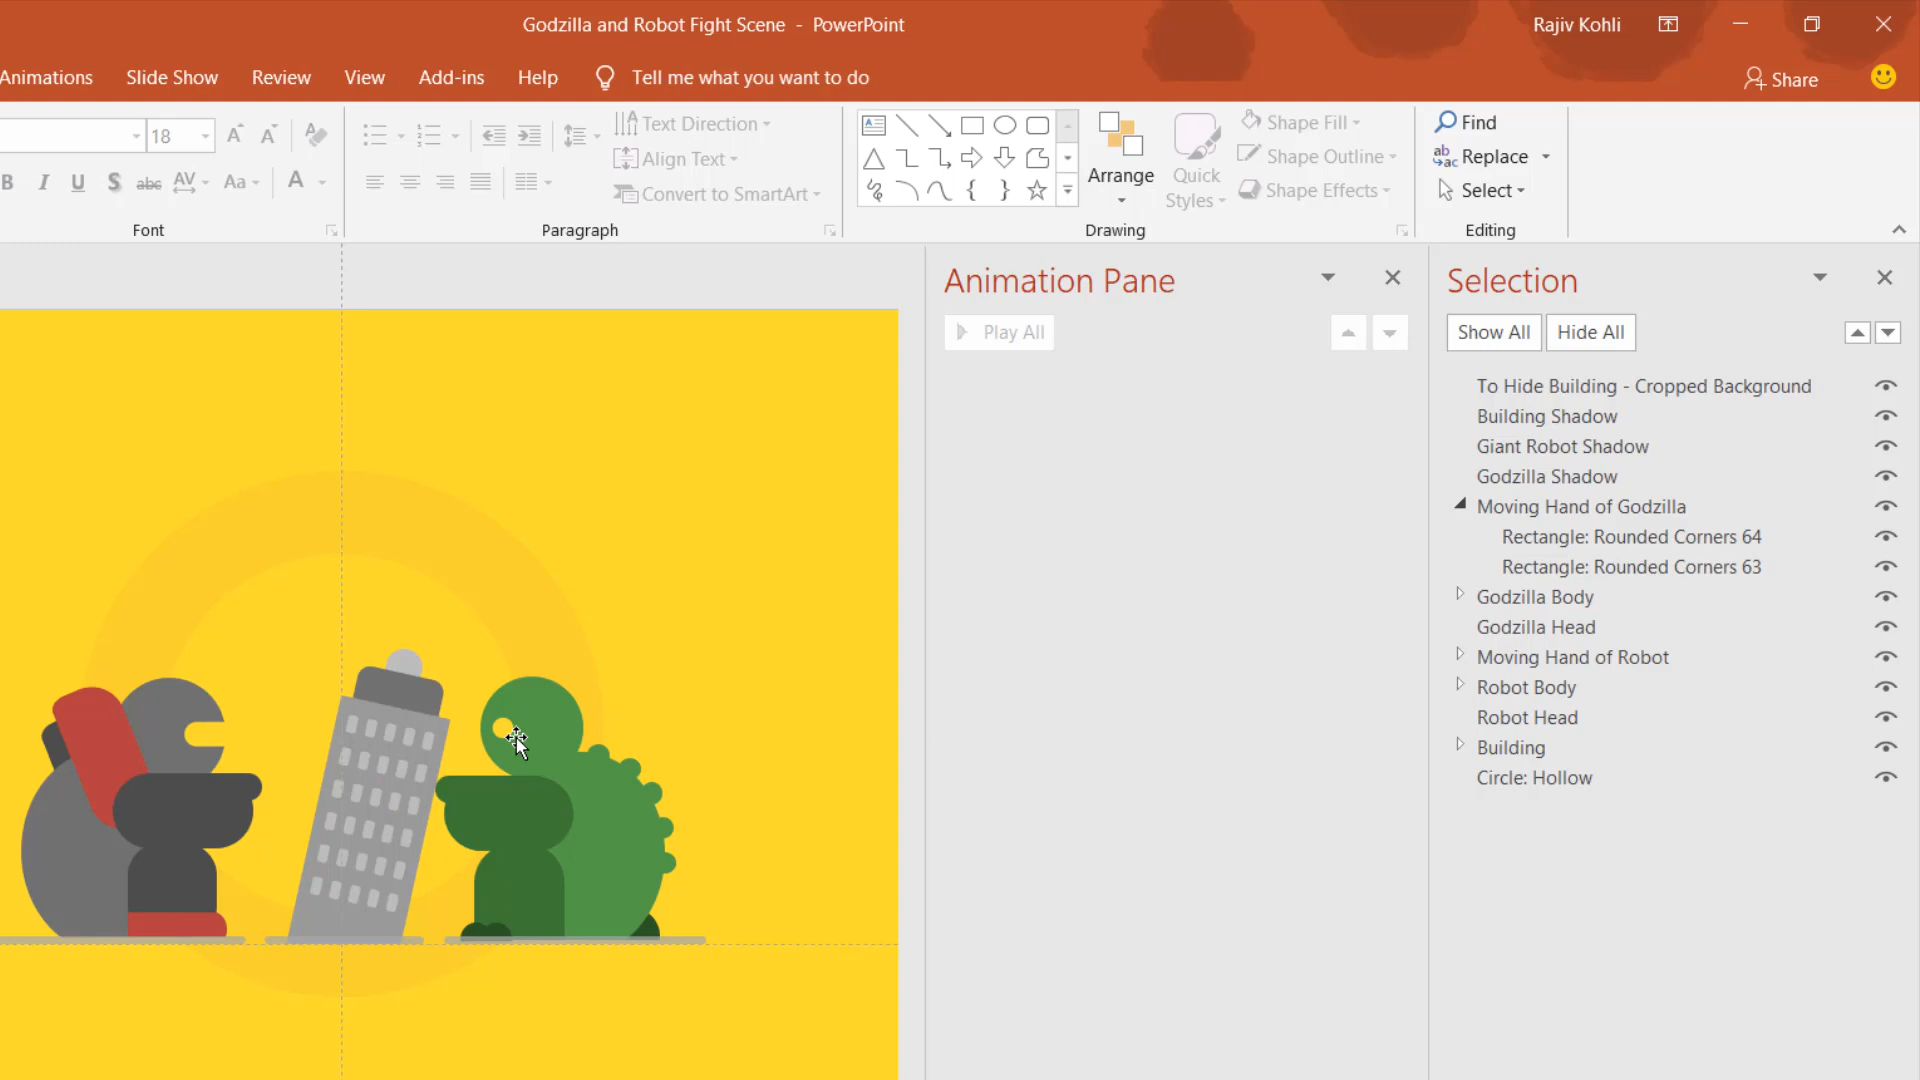 Godzilla and Robot Fight Scene - PowerPoint
Rajiv Kohli
Animations Slide Show Review View Add-ins Help Tell me what you want to do
Share
18
Text Direction
Align Text
Convert to SmartArt
B I U S abc AV Aa A
Arrange
Quick Styles
Shape Fill
Shape Outline
Shape Effects
Find
Replace
Select
Font
Paragraph
Drawing
Editing
Animation Pane
Play All
Selection
Show All Hide All
To Hide Building - Cropped Background
Building Shadow
Giant Robot Shadow
Godzilla Shadow
Moving Hand of Godzilla
Rectangle: Rounded Corners 64
Rectangle: Rounded Corners 63
Godzilla Body
Godzilla Head
Moving Hand of Robot
Robot Body
Robot Head
Building
Circle: Hollow